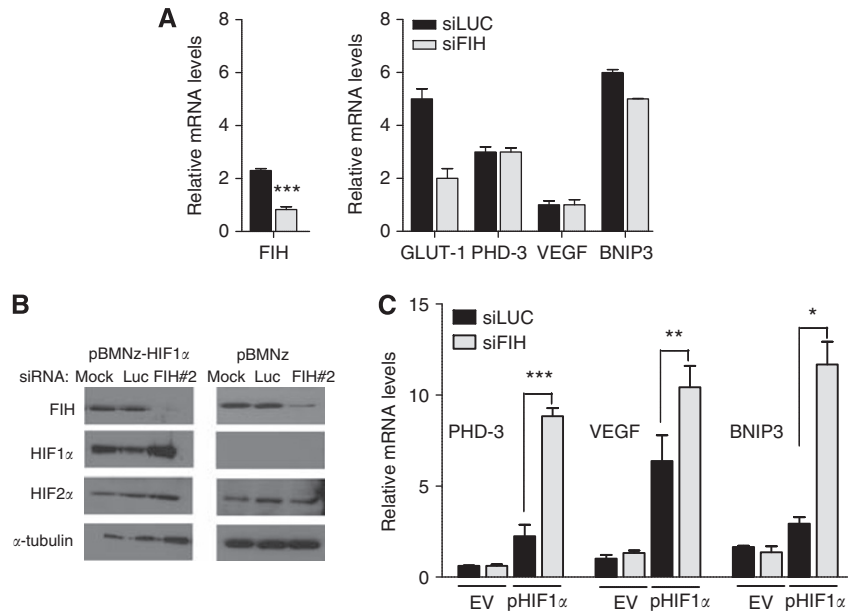 A
Relative mRNA levels
8
6
4
2
0
***
FIH
Relative mRNA levels
8
6
4
2
0
siLUC
siFIH
GLUT-1 PHD-3 VEGF BNIP3
B
pBMNz-HIF1α pBMNz
siRNA: Mock Luc FIH#2 Mock Luc FIH#2
FIH
HIF1α
HIF2α
α-tubulin
C
Relative mRNA levels
15
10
5
0
siLUC
siFIH
PHD-3 VEGF BNIP3
*** ** *
EV pHIF1α EV pHIF1α EV pHIF1α